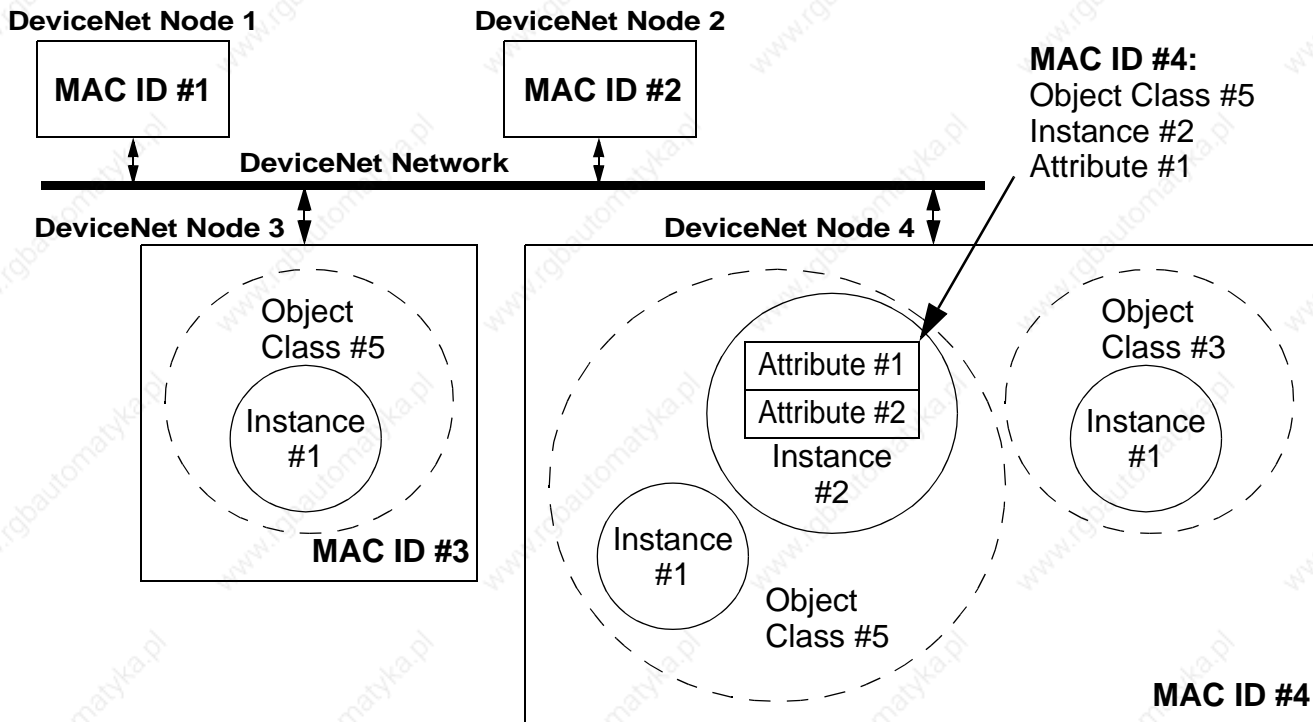 DeviceNet Node 1
MAC ID #1
DeviceNet Node 2
MAC ID #2
MAC ID #4:
Object Class #5
Instance #2
Attribute #1
DeviceNet Network
DeviceNet Node 3
Object
Class #5
Instance
#1
MAC ID #3
DeviceNet Node 4
Attribute #1
Attribute #2
Instance
#2
Instance
#1
Object
Class #5
Object
Class #3
Instance
#1
MAC ID #4
www.rgbautomatyka.pl